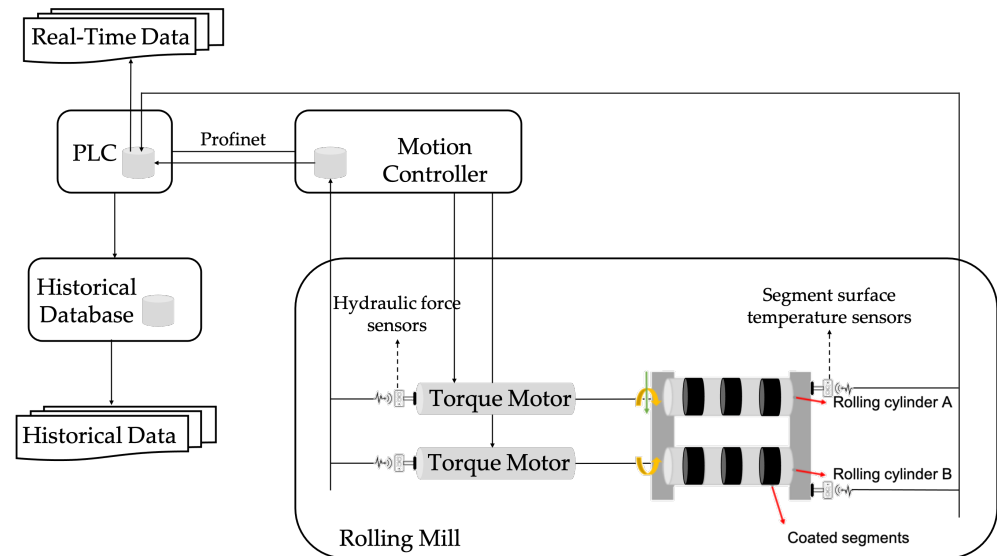 Real-Time Data
PLC
Profinet
Motion
Controller
Historical
Database
Hydraulic force
sensors
Segment surface
temperature sensors
Torque Motor
Rolling cylinder A
Historical Data
Torque Motor
Rolling cylinder B
Rolling Mill
Coated segments